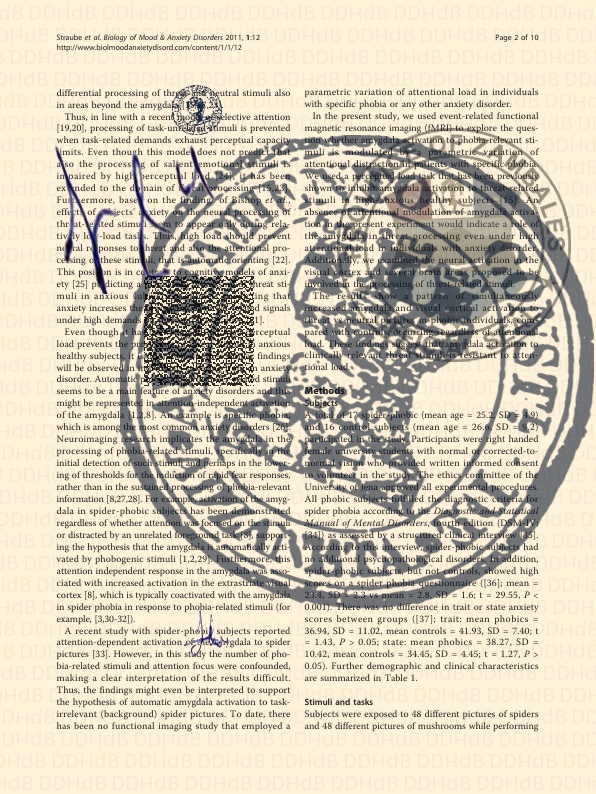 Straube et al. Biology of Mood & Anxiety Disorders 2011, 1:12
http://www.biolmoodanxietydisord.com/content/1/1/12
Page 2 of 10
differential processing of threat and neutral stimuli also
in areas beyond the amygdala
Thus, in line with a recent model of selective attention
[19,20], processing of task-unrelated stimuli is prevented
when task-related demands exhaust perceptual capacity
limits. Even though this model does not predict that
also the processing of salient emotional stimuli is
impaired by high perceptual load [24], it has been
extended to the domain of threat processing [15,23].
Furthermore, based on the findings of Bishop et al.,
effects of subjects' anxiety on the processing of
threat-related stimuli seem to appear only during rela-
tively low load tasks. Thus, high load should prevent
neural responses to threat and also the attentional pro-
cessing of these stimuli that is automatic orienting [22].
This position is in contrast to cognitive models of anxi-
ety [25] predicting a threat sti-
muli in anxious sub ing that
anxiety increases the signals
under high demands 1].
Even though it ha perceptual
load prevents the pro anxious
healthy subjects, it i findings
will be observed in in anxiety
disorder. Automatic d stimuli
seems to be a main feature of anxiety disorders and this
might be represented in attention-independent activation
of the amygdala [1,2,8]. An example is specific phobia,
which is among the most common anxiety disorders [26].
Neuroimaging research implicates the amygdala in the
processing of phobia-related stimuli, specifically in the
initial detection of such stimuli and perhaps in the lower-
ing of thresholds for the induction of rapid fear responses,
rather than in the sustained processing of phobia-relevant
information [8,27,28]. For example, activation of the amyg-
dala in spider-phobic subjects has been demonstrated
regardless of whether attention was focused on the stimuli
or distracted by an unrelated foreground task [8], support-
ing the hypothesis that the amygdala is automatically acti-
vated by phobogenic stimuli [1,2,29]. Furthermore, this
attention independent response in the amygdala was asso-
ciated with increased activation in the extrastriate visual
cortex [8], which is typically coactivated with the amygdala
in spider phobia in response to phobia-related stimuli (for
example, [3,30-32]).
A recent study with spider-phobic subjects reported
attention-dependent activation of the amygdala to spider
pictures [33]. However, in this study the number of pho-
bia-related stimuli and attention focus were confounded,
making a clear interpretation of the results difficult.
Thus, the findings might even be interpreted to support
the hypothesis of automatic amygdala activation to task-
irrelevant (background) spider pictures. To date, there
has been no functional imaging study that employed a
parametric variation of attentional load in individuals
with specific phobia or any other anxiety disorder.
In the present study, we used event-related functional
magnetic resonance imaging (fMRI) to explore the ques-
tion whether amygdala activation to phobia-relevant sti-
muli is modulated by a parametric variation of
attentional distraction in patients with specific phobia.
We used a perceptual load task that has been previously
shown to inhibit amygdala activation to threat-related
stimuli in high anxious healthy subjects [15]. An
absence of attentional modulation of amygdala activa-
tion in the present experiment would indicate a role of
the amygdala in threat processing even under high
attentional load in individuals with anxiety disorder.
Additionally, we examined the neural activation in
visual cortex and several brain areas proposed to be
involved in the processing of threat-related stimuli.
The results show a pattern of simultaneously
increased amygdala and visual cortical activation to
threat vs neutral pictures in phobic individuals, com-
pared with controls, occurring regardless of attentional
load. These findings suggest that amygdala activation to
clinically relevant threat stimuli is resistant to atten-
tional load.
Methods
Subjects
A total of 17 spider-phobic (mean age = 25.2, SD = 4.9)
and 16 control subjects (mean age = 26.6, SD = 9.2)
participated in the study. Participants were right handed
female university students with normal or corrected-to-
normal vision who provided written informed consent
to volunteer in the study. The ethics committee of the
University of Jena approved all experimental procedures.
All phobic subjects fulfilled the diagnostic criteria for
spider phobia according to the Diagnostic and Statistical
Manual of Mental Disorders, fourth edition (DSM-IV;
[34]) as assessed by a structured clinical interview [35].
According to this interview, spider-phobic subjects had
no additional psychopathological disorders. In addition,
spider-phobic subjects, but not controls, showed high
scores on a spider phobia questionnaire ([36]; mean =
23.4, SD = 2.3 vs mean = 2.8, SD = 1.6; t = 29.55, P <
0.001). There was no difference in trait or state anxiety
scores between groups ([37]; trait: mean phobics =
36.94, SD = 11.02, mean controls = 41.93, SD = 7.40; t
= 1.43, P > 0.05; state: mean phobics = 38.27, SD =
10.42, mean controls = 34.45, SD = 4.45; t = 1.27, P >
0.05). Further demographic and clinical characteristics
are summarized in Table 1.
Stimuli and tasks
Subjects were exposed to 48 different pictures of spiders
and 48 different pictures of mushrooms while performing